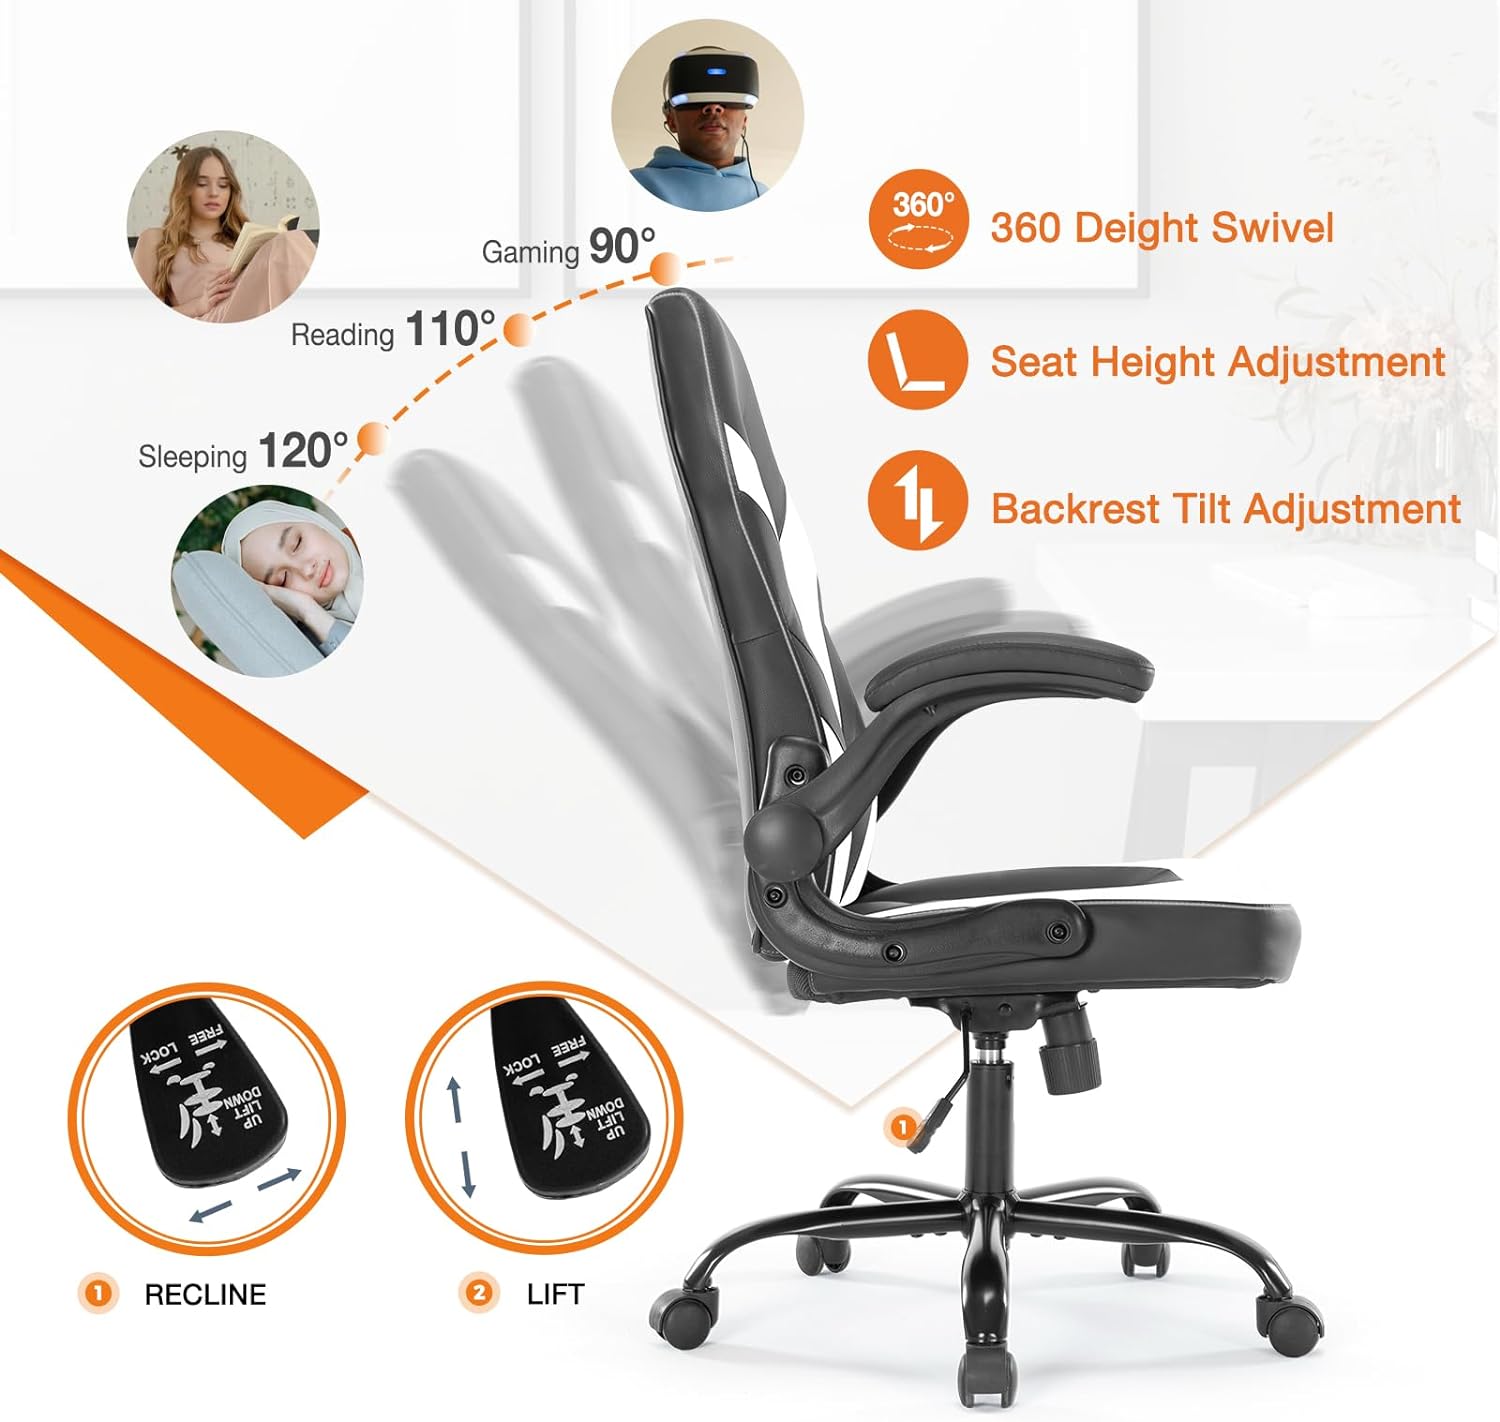 Gaming 90°
Reading 110°
Sleeping 120°
360°
360 Deight Swivel
Seat Height Adjustment
Backrest Tilt Adjustment
FREE
LOCK
UP
LIFT
DOWN
FREE
LOCK
UP
LIFT
DOWN
1
1 RECLINE
2 LIFT